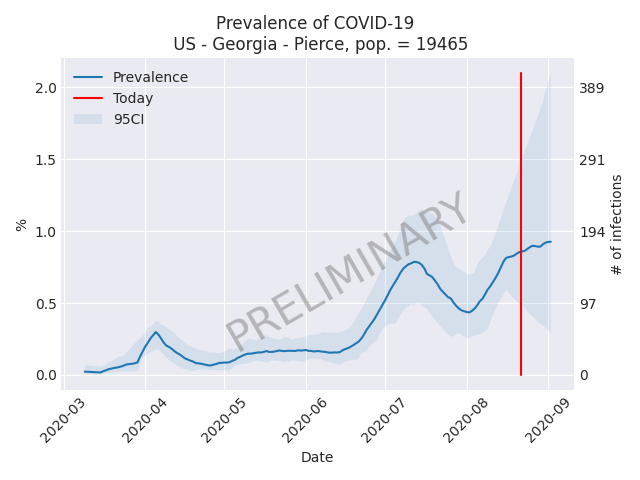 Prevalence of COVID-19
US - Georgia - Pierce, pop. = 19465
Prevalence
Today
95CI
PRELIMINARY
2.0
1.5
1.0
0.5
0.0
%
389
291
194
97
0
# of infections
2020-03
2020-04
2020-05
2020-06
2020-07
2020-08
2020-09
Date